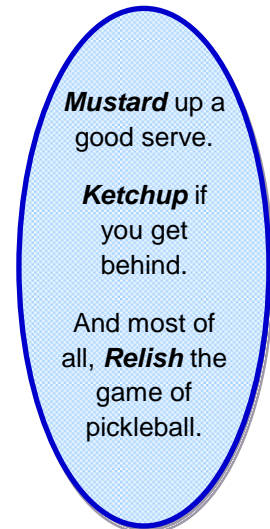 Mustard up a
good serve.
Ketchup if
you get
behind.
And most of
all, Relish the
game of
pickleball.